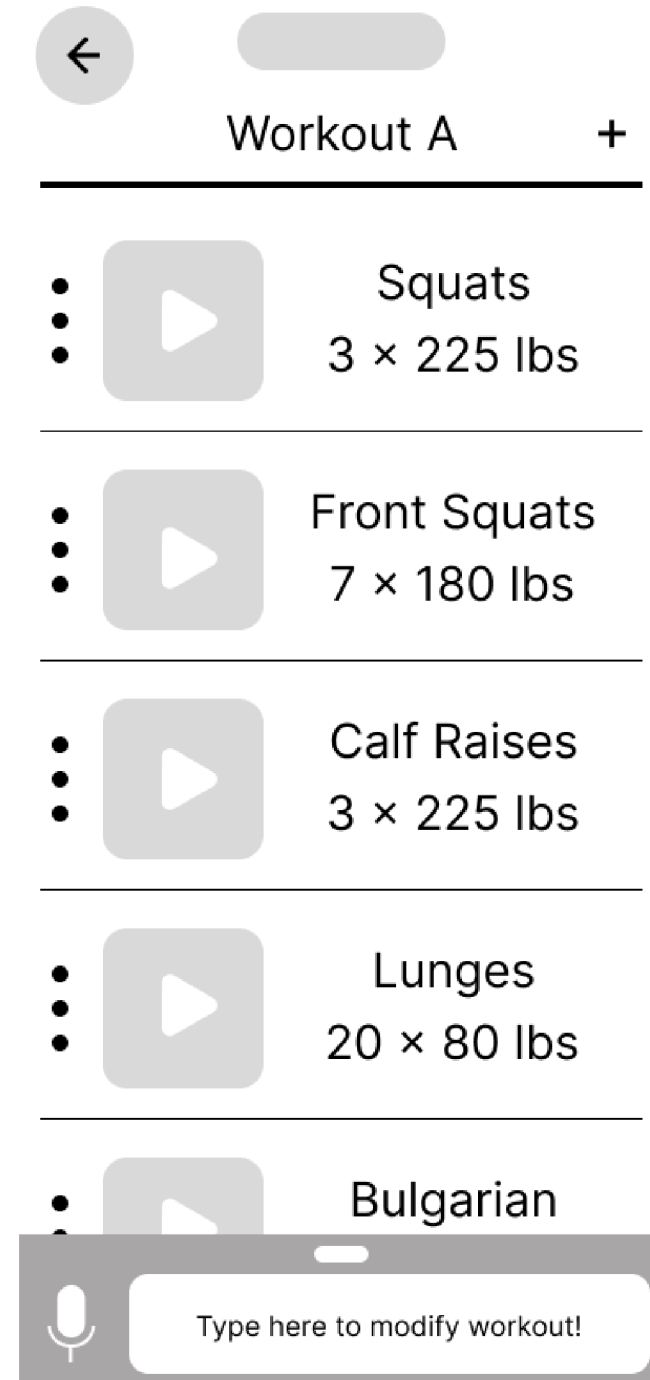 Workout A +
Squats
3 × 225 lbs
Front Squats
7 × 180 lbs
Calf Raises
3 × 225 lbs
Lunges
20 × 80 lbs
Bulgarian
Type here to modify workout!